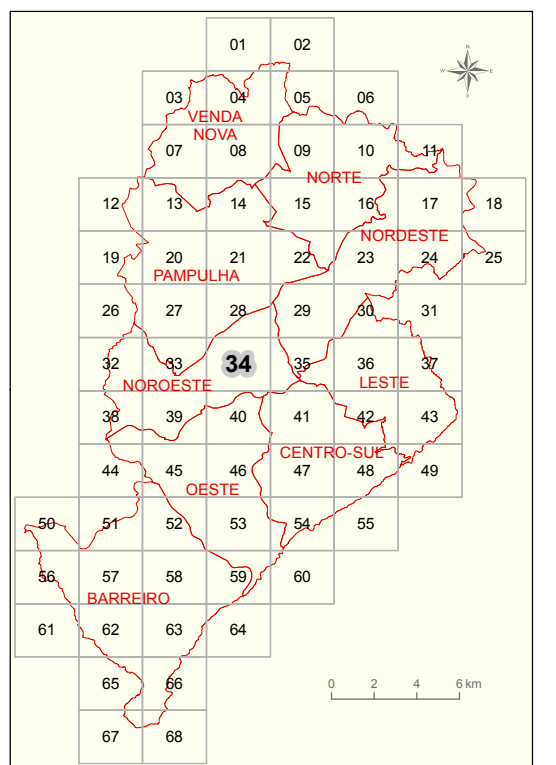 01 02
N
W E
S
03 04 05 06
VENDA
NOVA
07 08 09 10 11
NORTE
12 13 14 15 16 17 18
NORDESTE
19 20 21 22 23 24 25
PAMPULHA
26 27 28 29 30 31
32 33 34 35 36 37
NOROESTE LESTE
38 39 40 41 42 43
CENTRO-SUL
44 45 46 47 48 49
OESTE
50 51 52 53 54 55
56 57 58 59 60
BARREIRO
61 62 63 64
65 66
0 2 4 6 km
67 68